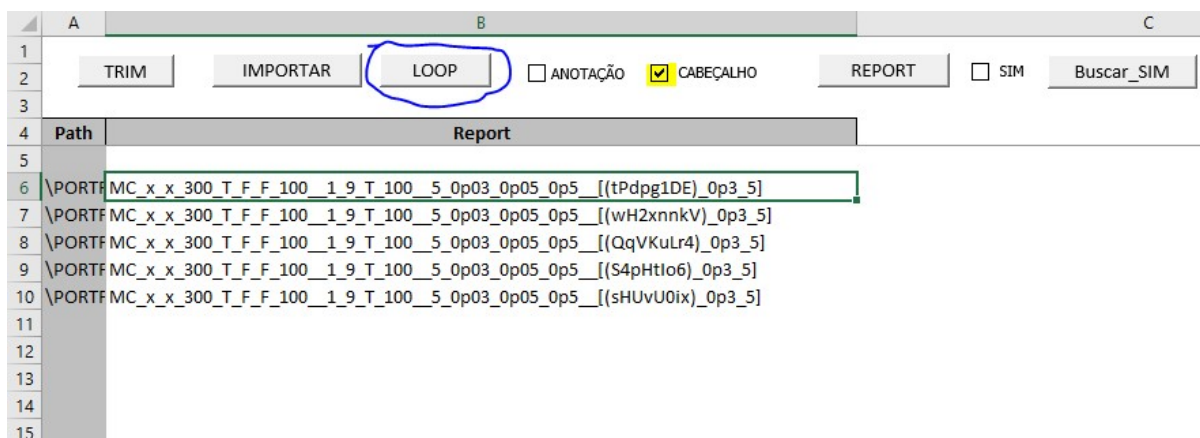 A B C
1
TRIM IMPORTAR LOOP ANOTAÇÃO CABEÇALHO REPORT SIM Buscar_SIM
2
3
4 Path Report
5
6 \PORTF MC_x_x_300_T_F_F_100__1_9_T_100__5_0p03_0p05_0p5__[(tPdpg1DE)_0p3_5]
7 \PORTF MC_x_x_300_T_F_F_100__1_9_T_100__5_0p03_0p05_0p5__[(wH2xnnkV)_0p3_5]
8 \PORTF MC_x_x_300_T_F_F_100__1_9_T_100__5_0p03_0p05_0p5__[(QqVKuLr4)_0p3_5]
9 \PORTF MC_x_x_300_T_F_F_100__1_9_T_100__5_0p03_0p05_0p5__[(S4pHtIo6)_0p3_5]
10 \PORTF MC_x_x_300_T_F_F_100__1_9_T_100__5_0p03_0p05_0p5__[(sHUvU0ix)_0p3_5]
11
12
13
14
15